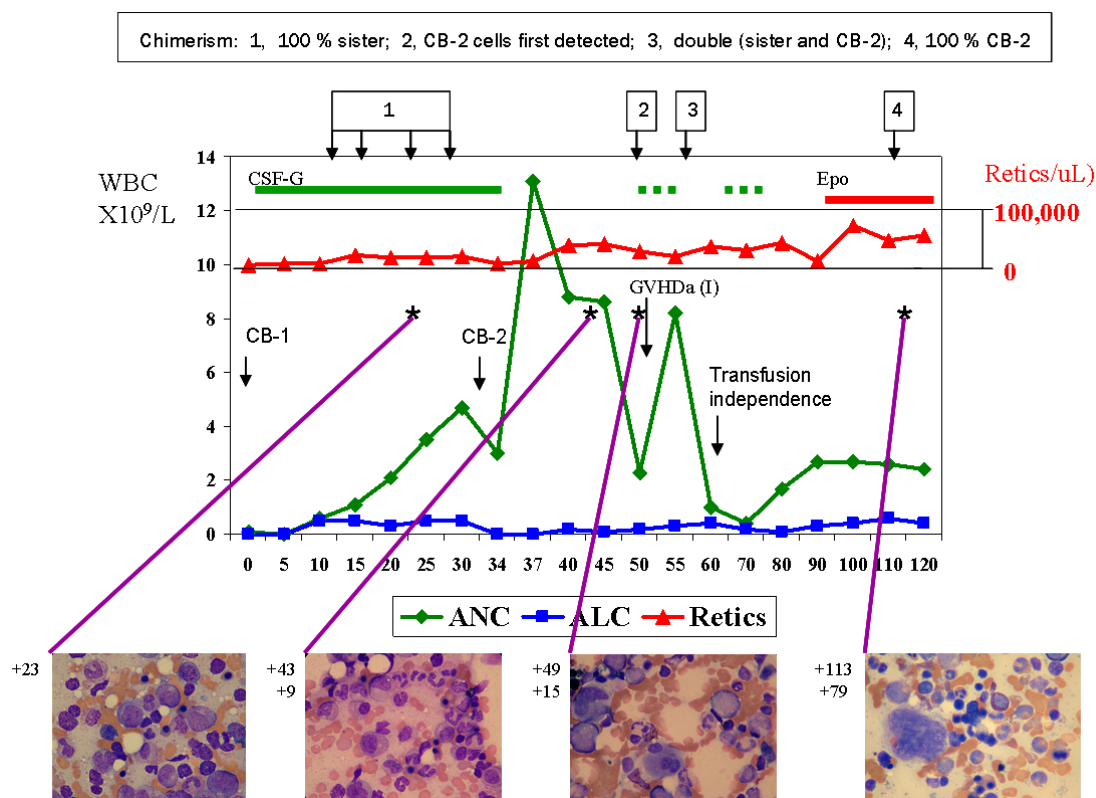 Chimerism: 1, 100 % sister; 2, CB-2 cells first detected; 3, double (sister and CB-2); 4, 100 % CB-2
1
2
3
4
14
WBC
X10⁹/L
CSF-G
Epo
Retics/uL)
12
100,000
10
0
GVHDa (I)
8
CB-1
CB-2
6
Transfusion
independence
4
2
0
0 5 10 15 20 25 30 34 37 40 45 50 55 60 70 80 90 100 110 120
ANC ALC Retics
+23
+43
+9
+49
+15
+113
+79